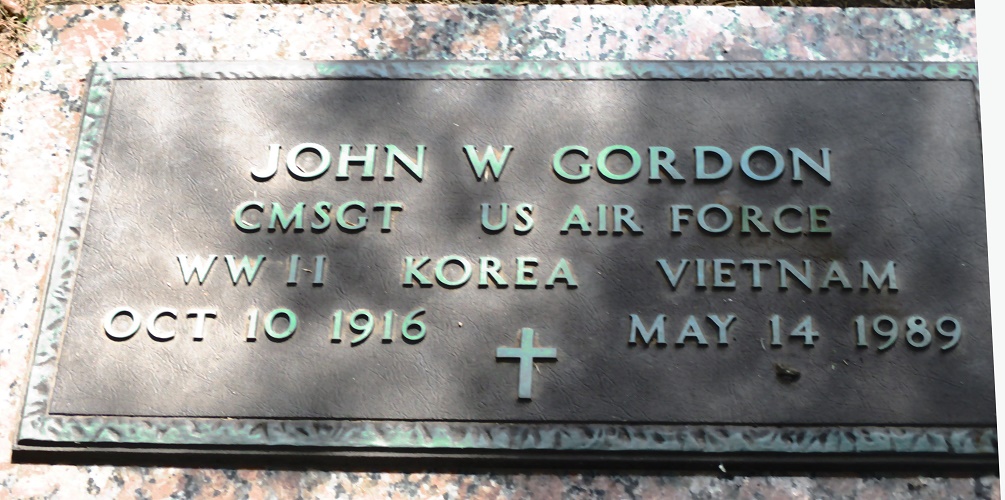 JOHN W GORDON
CMSGT US AIR FORCE
WW II KOREA VIETNAM
OCT 10 1916 MAY 14 1989